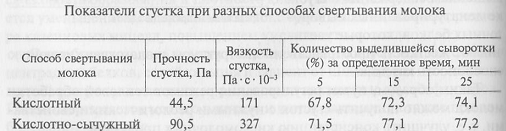 Показатели сгустка при разных способах свертывания молока
Способ свертывания молока Прочность сгустка, Па Вязкость сгустка, Па · с · 10⁻³ Количество выделившейся сыворотки (%) за определенное время, мин
5 15 25
Кислотный 44,5 171 67,8 72,3 74,1
Кислотно-сычужный 90,5 327 71,5 77,1 77,2